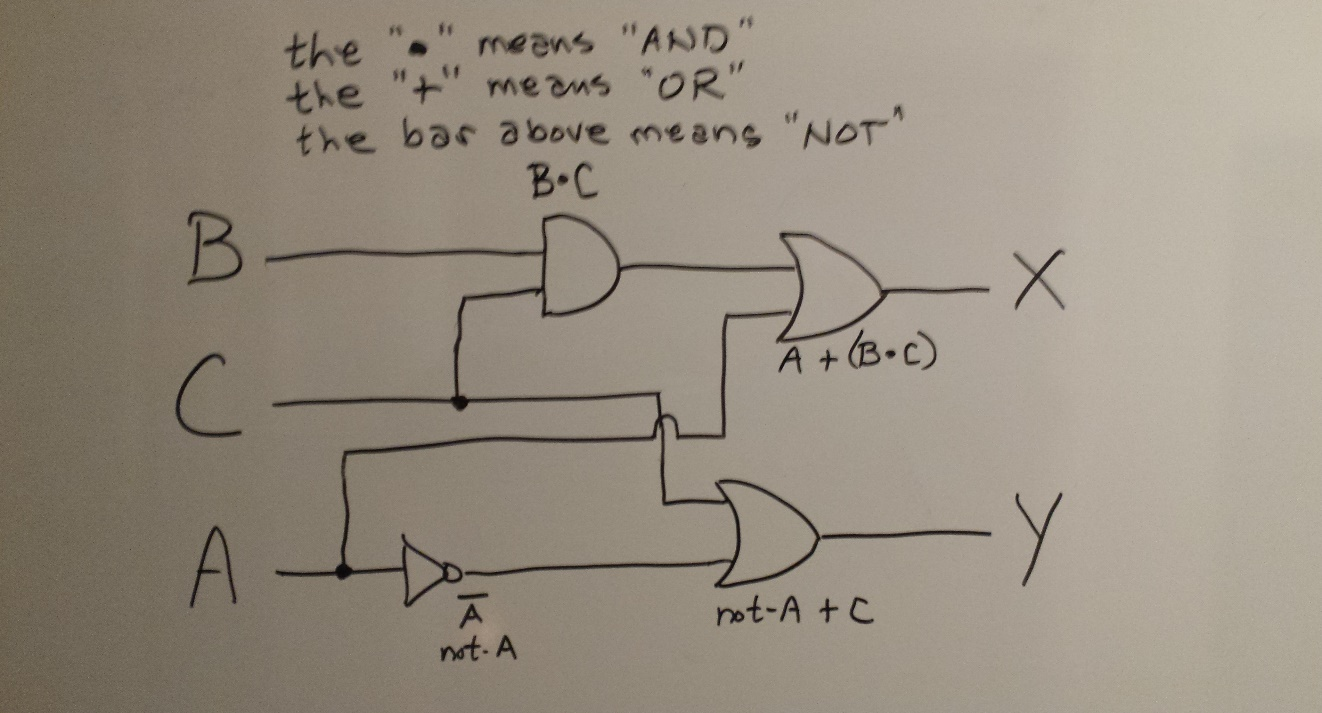 the "•" means "AND"
the "+" means "OR"
the bar above means "NOT"
B•C
B
X
A + (B•C)
C
Y
A
A̅
not-A
not-A + C